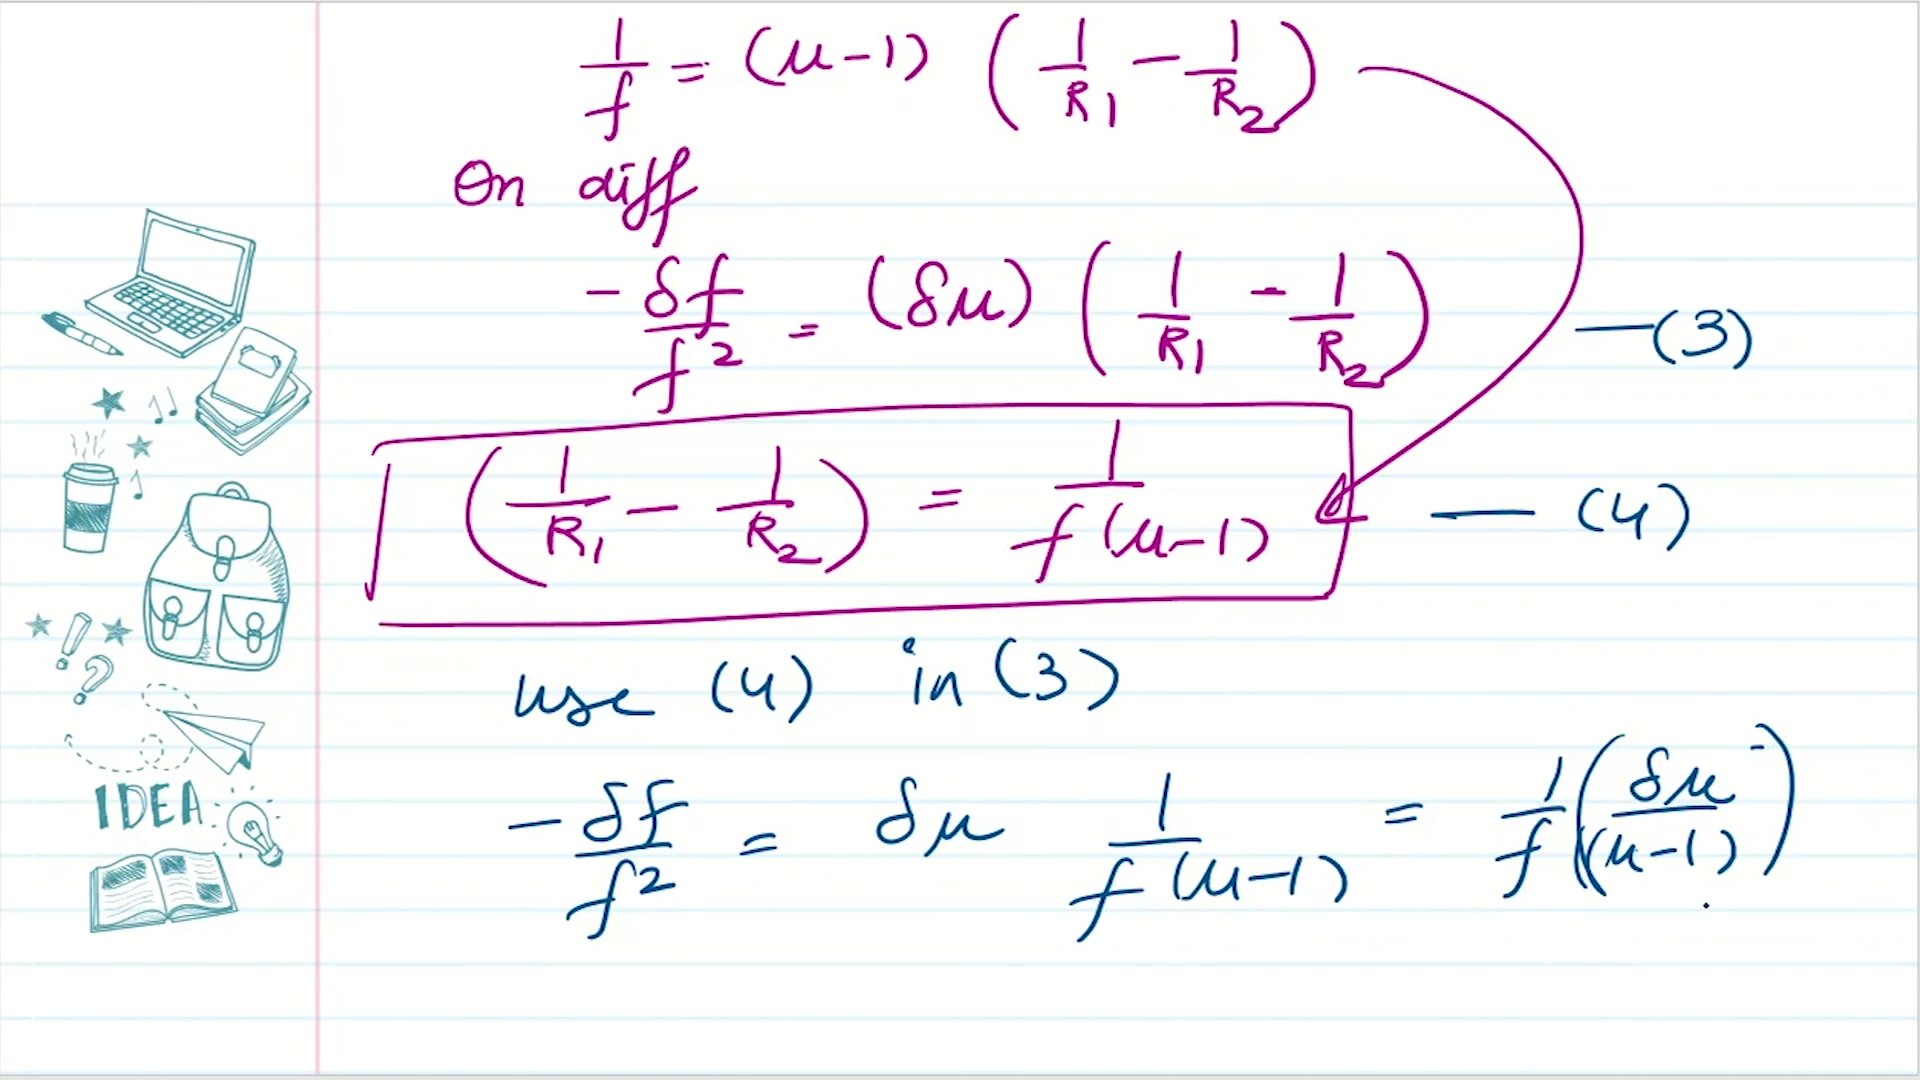 1/f = (μ-1) (1/R₁ - 1/R₂)
On diff
-δf/f² = (δμ) (1/R₁ - 1/R₂) —(3)
(1/R₁ - 1/R₂) = 1/f(μ-1) — (4)
use (4) in (3)
-δf/f² = δμ 1/f(μ-1) = 1/f (δμ/(μ-1))
IDEA